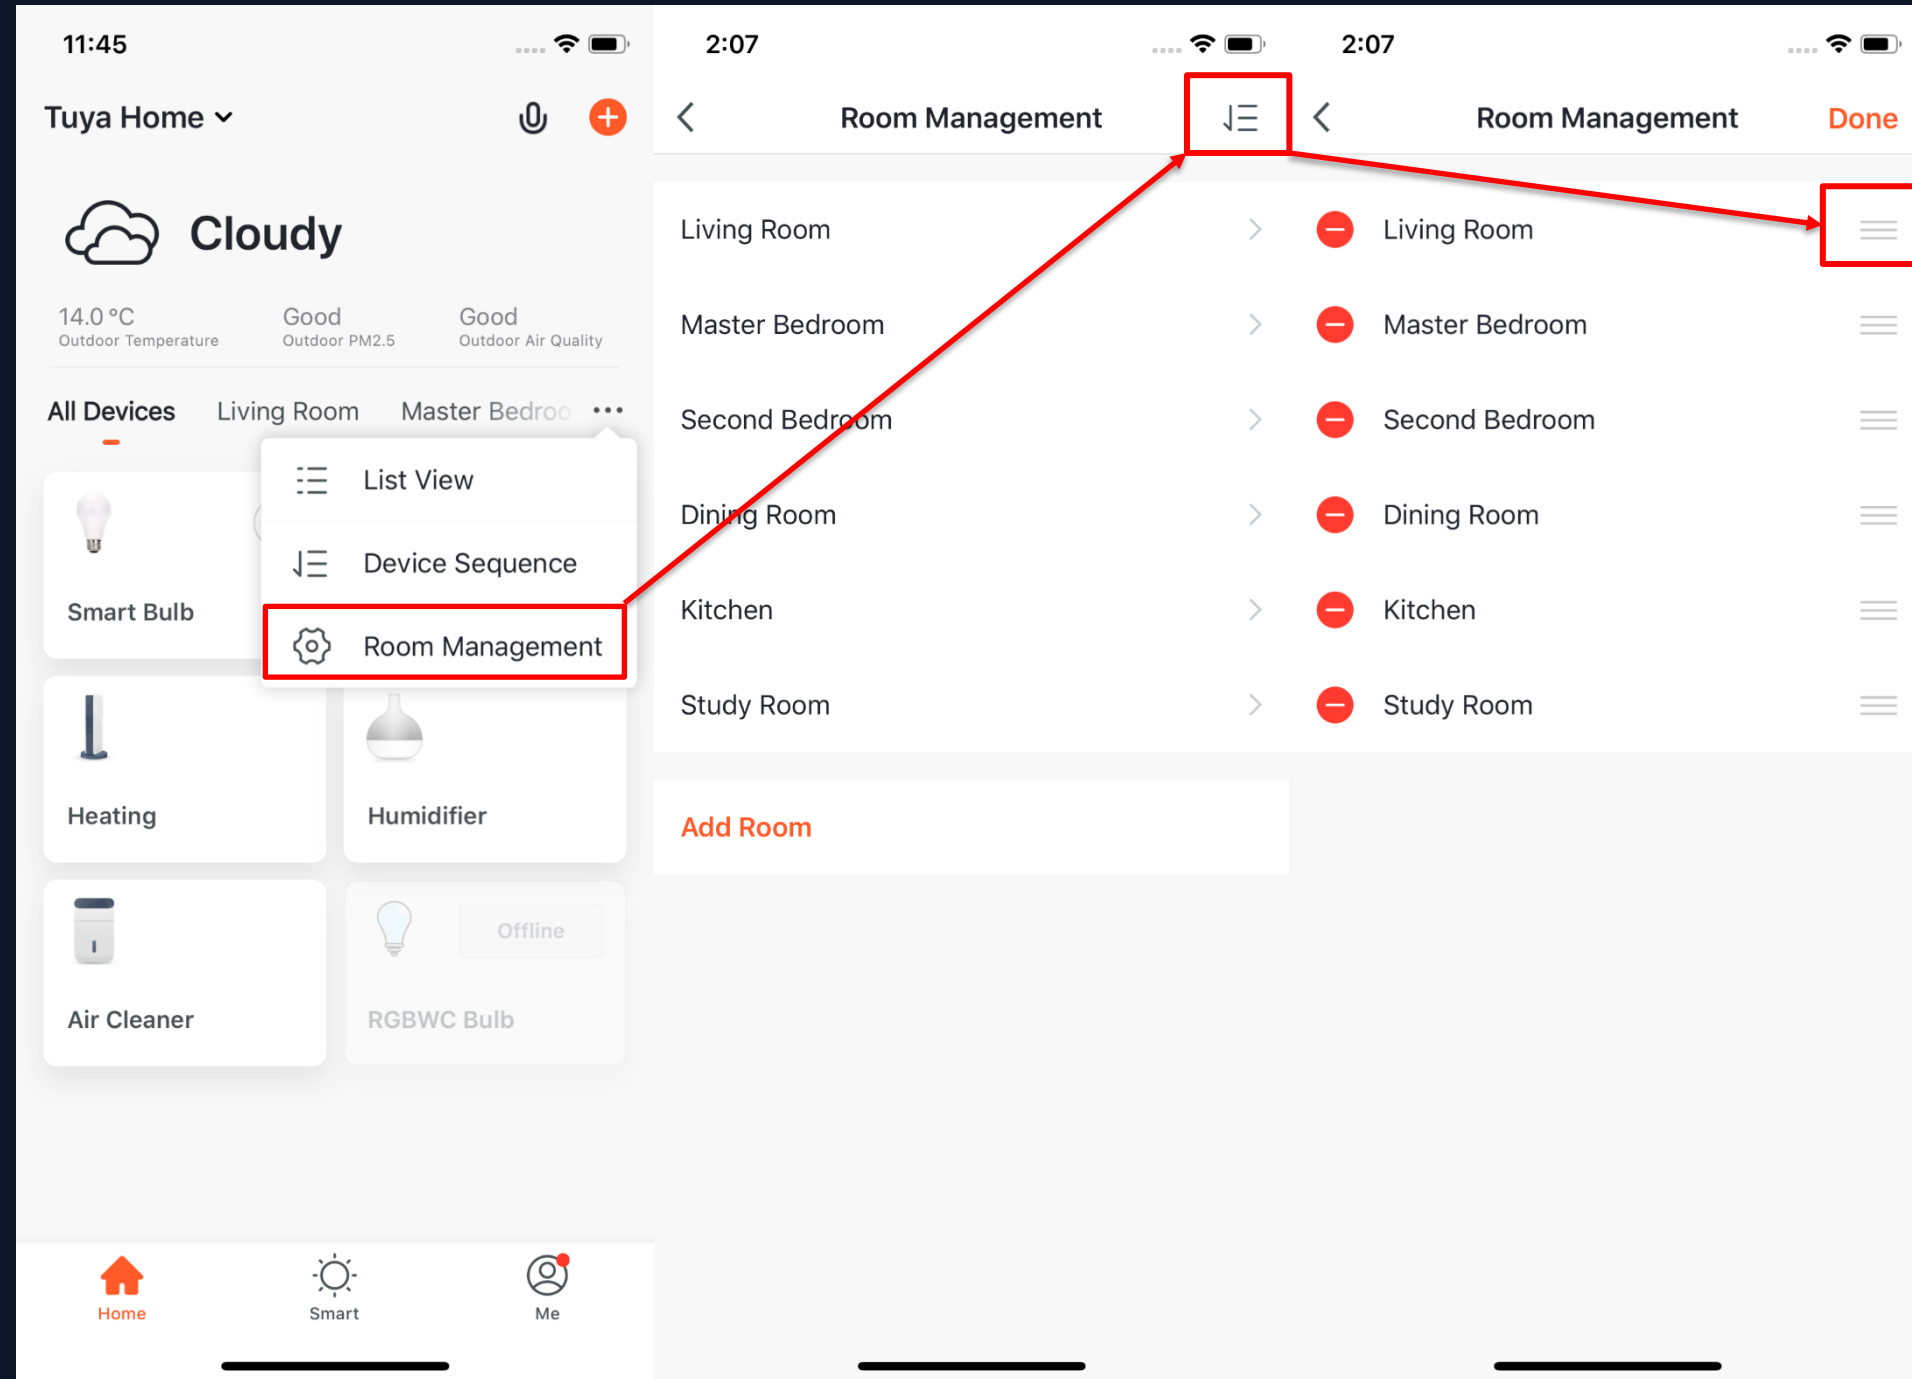 11:45
Tuya Home
Cloudy
14.0 °C
Outdoor Temperature
Good
Outdoor PM2.5
Good
Outdoor Air Quality
All Devices
Living Room
Master Bedroo
List View
Device Sequence
Room Management
Smart Bulb
Heating
Humidifier
Air Cleaner
Offline
RGBWC Bulb
Home
Smart
Me
2:07
Room Management
Living Room
Master Bedroom
Second Bedroom
Dining Room
Kitchen
Study Room
Add Room
2:07
Room Management
Done
Living Room
Master Bedroom
Second Bedroom
Dining Room
Kitchen
Study Room